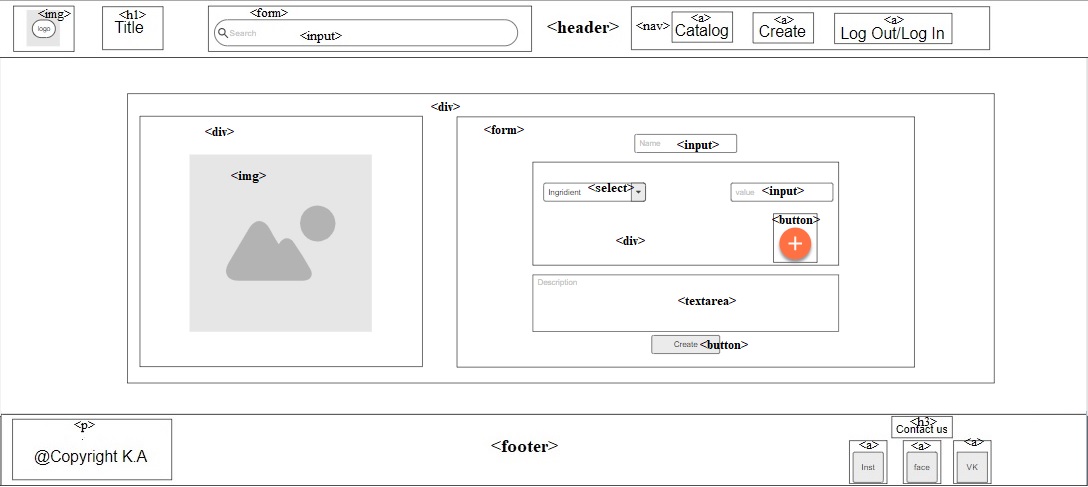 <img>
logo
<h1>
Title
<form>
Search
<input>
<header>
<nav>
<a>
Catalog
<a>
Create
<a>
Log Out/Log In
<div>
<div>
<img>
<form>
Name
<input>
Ingridient
<select>
value
<input>
<button>
+
<div>
Description
<textarea>
Create
<button>
<p>
@Copyright K.A
<footer>
<h3>
Contact us
<a>
Inst
<a>
face
<a>
VK